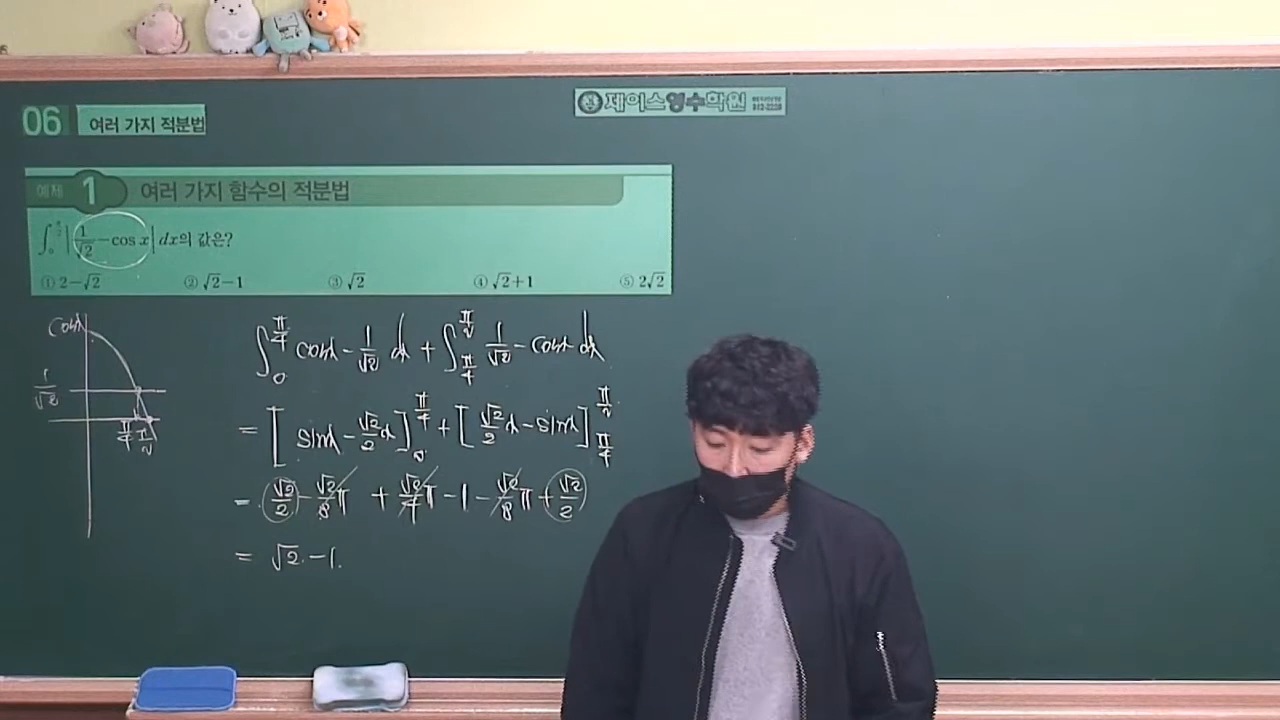 제이스영수학원
06 여러 가지 적분법
예제 1 여러 가지 함수의 적분법
∫₀^(π/2) |1/√2 - cos x| dx의 값은?
① 2-√2 ② √2-1 ③ √2 ④ √2+1 ⑤ 2√2
cosx
1/√2
π/4 π/2
∫₀^(π/4) cosx - 1/√2 dx + ∫_(π/4)^(π/2) 1/√2 - cosx dx
= [sinx - √2/2 x]₀^(π/4) + [√2/2 x - sinx]_(π/4)^(π/2)
= √2/2 - √2/8 π + √2/4 π - 1 - √2/8 π + √2/2
= √2 - 1.